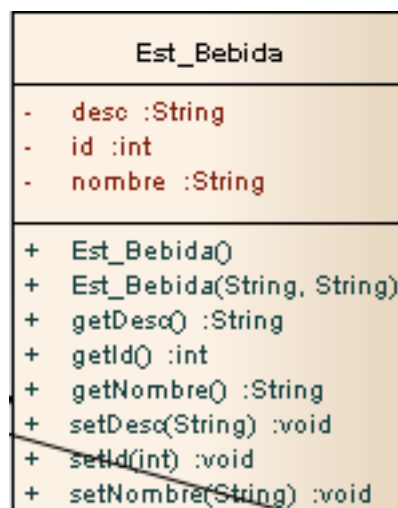 Est_Bebida
- desc :String
- id :int
- nombre :String
+ Est_Bebida()
+ Est_Bebida(String, String)
+ getDesc() :String
+ getId() :int
+ getNombre() :String
+ setDesc(String) :void
+ setId(int) :void
+ setNombre(String) :void